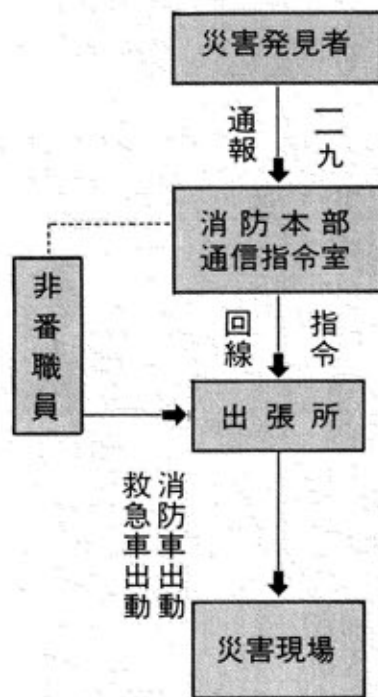 災害発見者
一一九
通報
消防本部
通信指令室
非番職員
指令
回線
出張所
消防車出動
救急車出動
災害現場